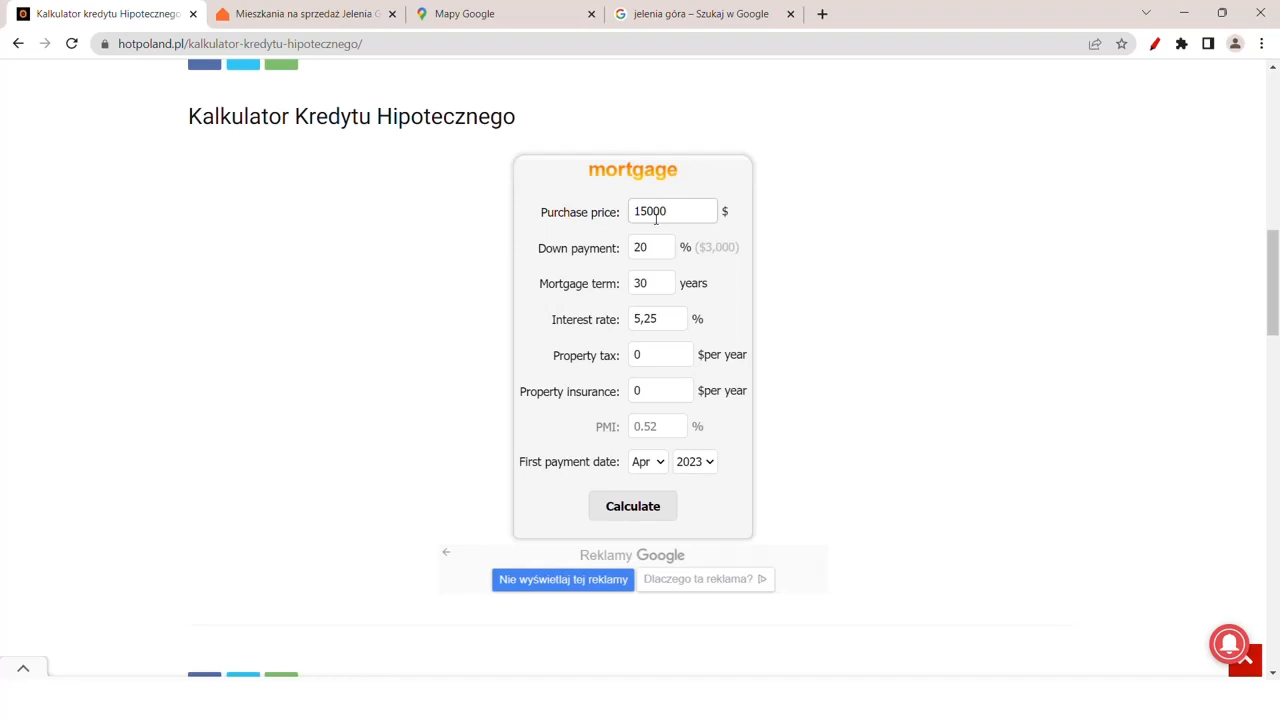 Kalkulator kredytu Hipotecznego
Mieszkania na sprzedaż Jelenia G
Mapy Google
jelenia góra – Szukaj w Google
hotpoland.pl/kalkulator-kredytu-hipotecznego/
Kalkulator Kredytu Hipotecznego
mortgage
Purchase price: 15000 $
Down payment: 20 % ($3,000)
Mortgage term: 30 years
Interest rate: 5,25 %
Property tax: 0 $per year
Property insurance: 0 $per year
PMI: 0.52 %
First payment date: Apr 2023
Calculate
Reklamy Google
Nie wyświetlaj tej reklamy Dlaczego ta reklama?